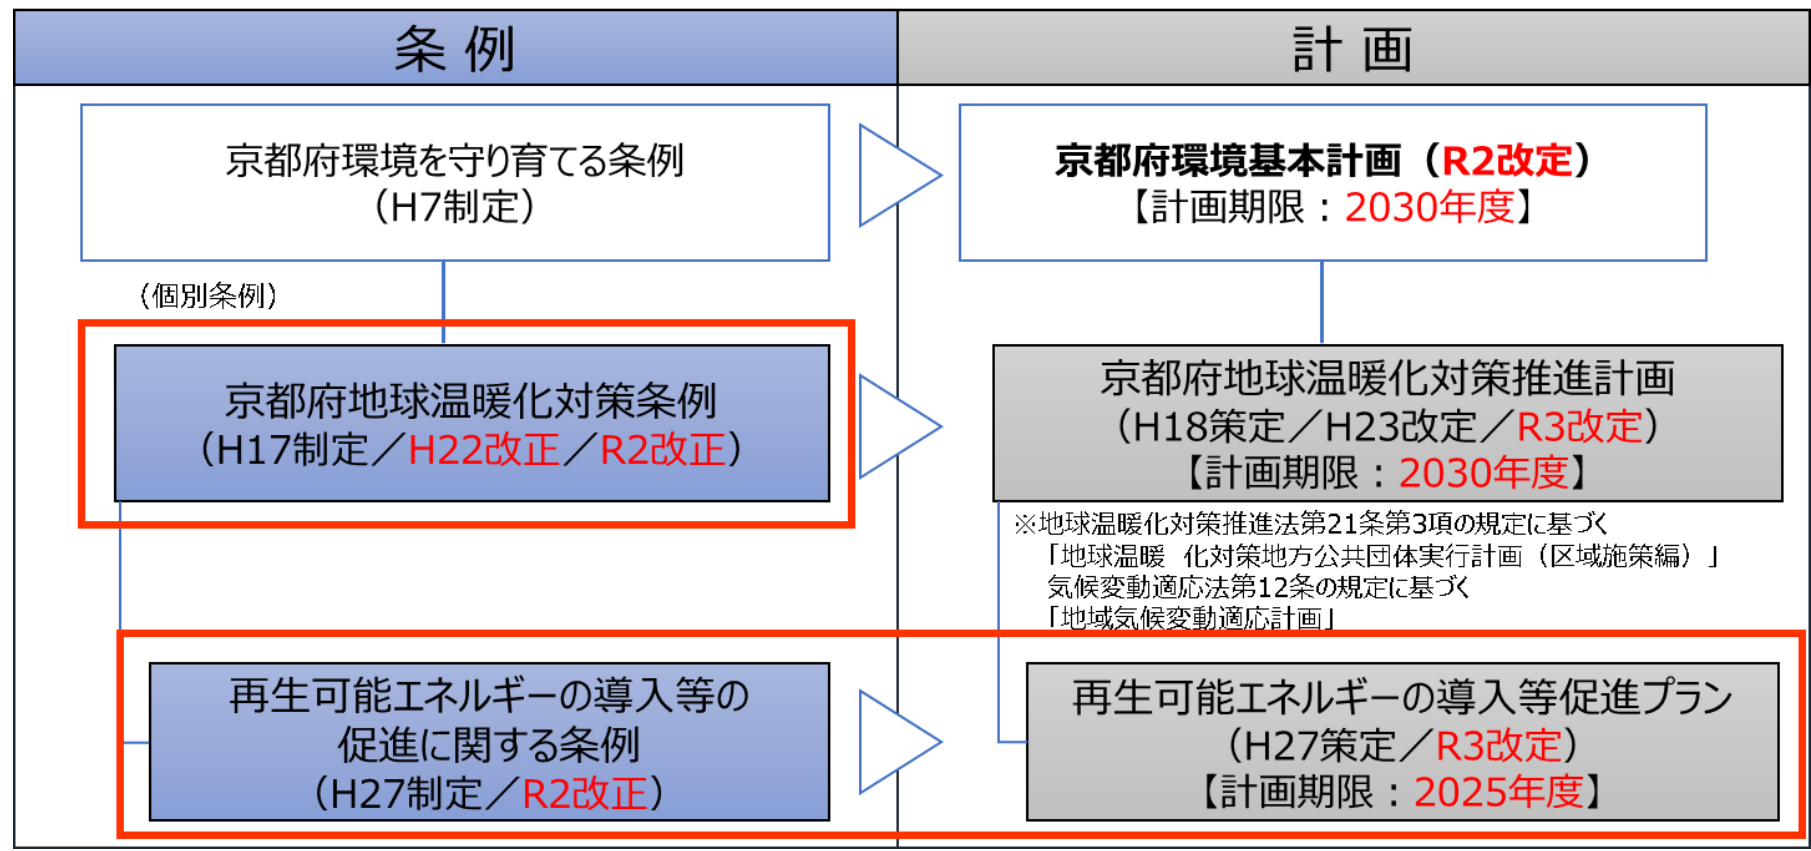 条 例
計 画
京都府環境を守り育てる条例
（H7制定）
京都府環境基本計画（R2改定）
【計画期限：2030年度】
（個別条例）
京都府地球温暖化対策条例
（H17制定／H22改正／R2改正）
京都府地球温暖化対策推進計画
（H18策定／H23改定／R3改定）
【計画期限：2030年度】
※地球温暖化対策推進法第21条第3項の規定に基づく
「地球温暖 化対策地方公共団体実行計画（区域施策編）」
気候変動適応法第12条の規定に基づく
「地域気候変動適応計画」
再生可能エネルギーの導入等の
促進に関する条例
（H27制定／R2改正）
再生可能エネルギーの導入等促進プラン
（H27策定／R3改定）
【計画期限：2025年度】